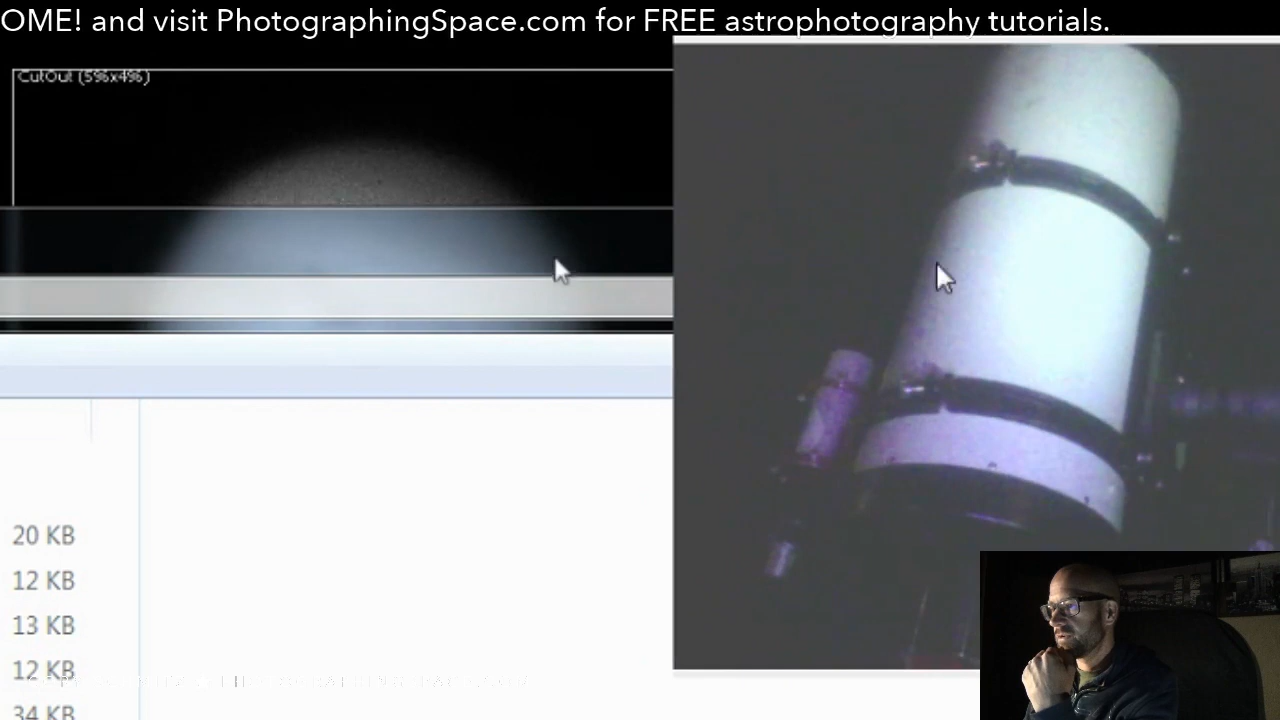 OME! and visit PhotographingSpace.com for FREE astrophotography tutorials.
CutOut (5%x4%)
20 KB
12 KB
13 KB
12 KB
34 KB